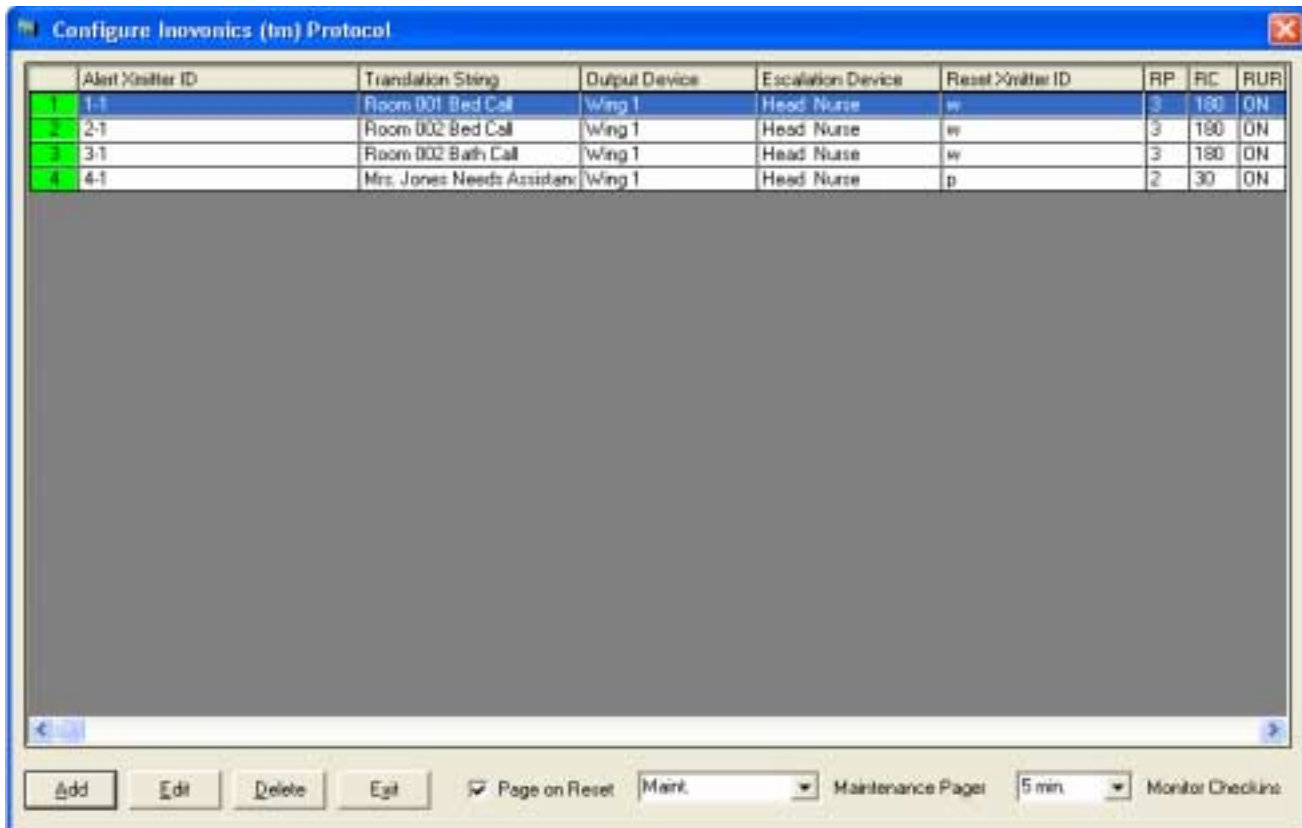 Configure Inovonics (tm) Protocol
Alert Xmitter ID Translation String Output Device Escalation Device Reset Xmitter ID RP RC RUR
1 1-1 Room 001 Bed Call Wing 1 Head Nurse w 3 180 ON
2 2-1 Room 002 Bed Call Wing 1 Head Nurse w 3 180 ON
3 3-1 Room 002 Bath Call Wing 1 Head Nurse w 3 180 ON
4 4-1 Mrs. Jones Needs Assistanc Wing 1 Head Nurse p 2 30 ON
Add Edit Delete Exit Page on Reset Maint. Maintenance Pager 5 min. Monitor Checkins